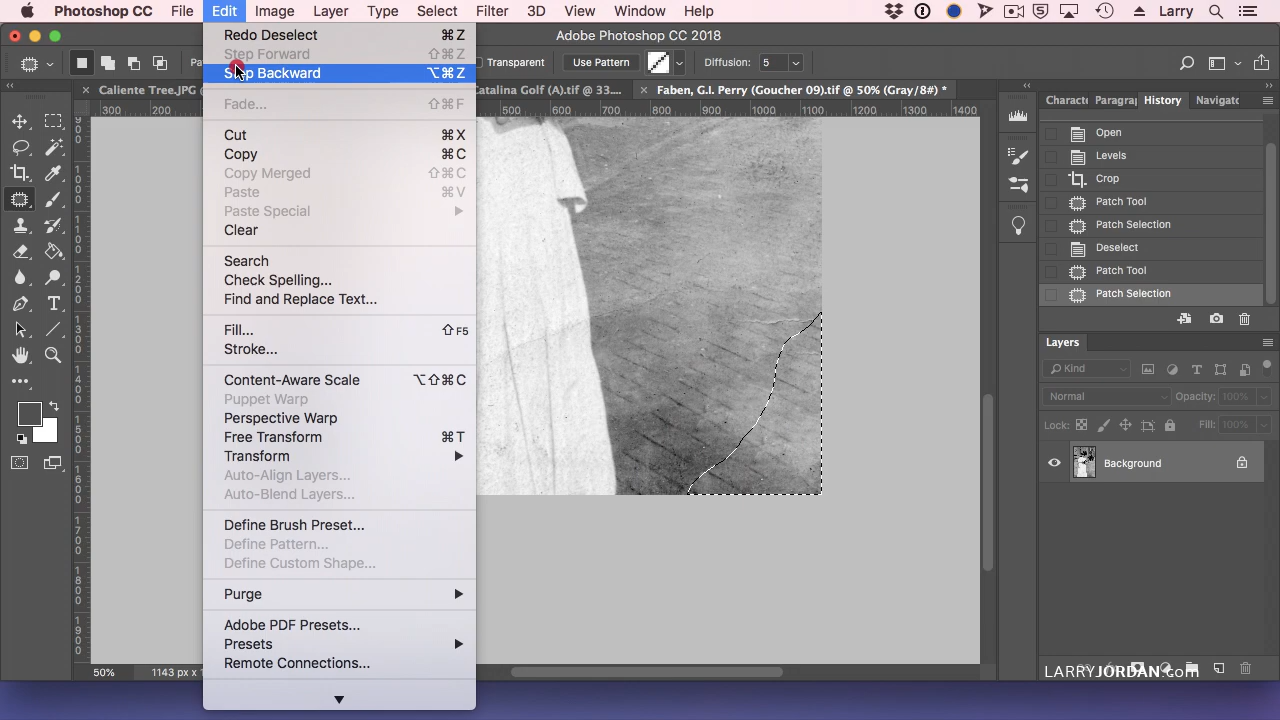 Photoshop CC File Edit Image Layer Type Select Filter 3D View Window Help Larry
Adobe Photoshop CC 2018
Transparent Use Pattern Diffusion: 5
Caliente Tree.JPG @ Catalina Golf (A).tif @ 33.... Faben, G.I. Perry (Goucher 09).tif @ 50% (Gray/8#) *
300 500 600 700 800 900 1000 1100 1200 1300 1400
Redo Deselect ⌘Z
Step Forward ⇧⌘Z
Step Backward ⌥⌘Z
Fade... ⇧⌘F
Cut ⌘X
Copy ⌘C
Copy Merged ⇧⌘C
Paste ⌘V
Paste Special
Clear
Search
Check Spelling...
Find and Replace Text...
Fill... ⇧F5
Stroke...
Content-Aware Scale ⌥⇧⌘C
Puppet Warp
Perspective Warp
Free Transform ⌘T
Transform
Auto-Align Layers...
Auto-Blend Layers...
Define Brush Preset...
Define Pattern...
Define Custom Shape...
Purge
Adobe PDF Presets...
Presets
Remote Connections...
Paragraph History Navigat
Open
Levels
Crop
Patch Tool
Patch Selection
Deselect
Patch Tool
Patch Selection
Layers
Kind
Normal Opacity: 100%
Lock: Fill: 100%
Background
50% 1143 px x 1
LARRYJORDAN.com